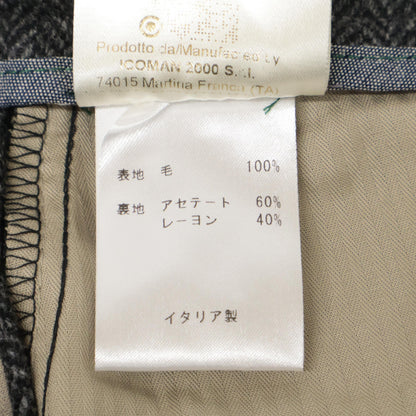 Prodotto da/Manufactured by
ICOMAN 2000 S.r.l.
74015 Martina Franca (TA)
表地 毛 100%
裏地 アセテート 60%
レーヨン 40%
イタリア製